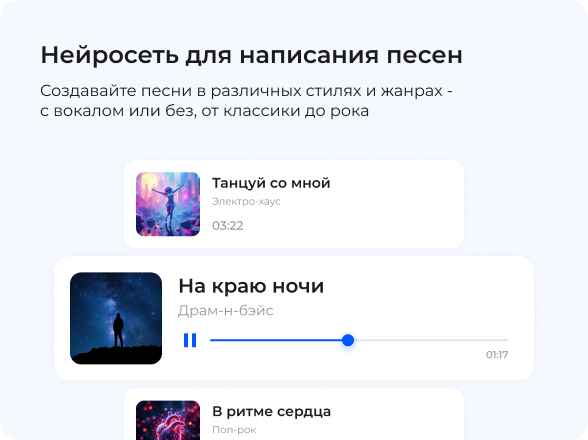 Нейросеть для написания песен
Создавайте песни в различных стилях и жанрах -
с вокалом или без, от классики до рока
Танцуй со мной
Электро-хаус
03:22
На краю ночи
Драм-н-бэйс
01:17
В ритме сердца
Поп-рок